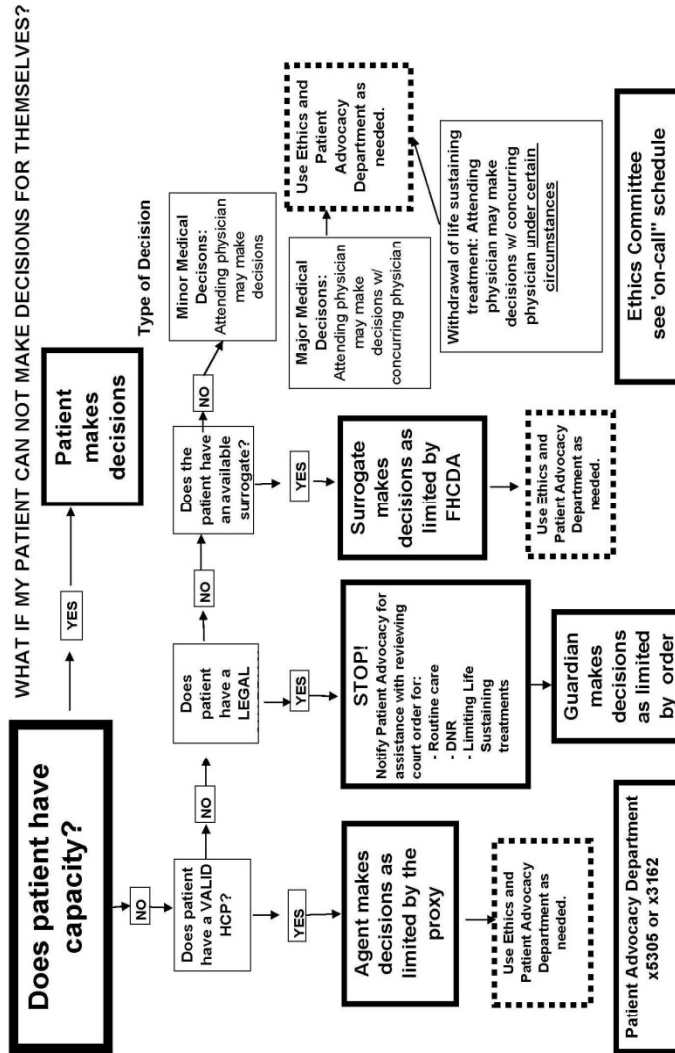 WHAT IF MY PATIENT CAN NOT MAKE DECISIONS FOR THEMSELVES?
Does patient have
capacity?
YES
Patient
makes
decisions
NO
Does patient
have a VALID
HCP?
NO
Does
patient
have a
LEGAL
NO
Does the
patient have
an available
surrogate?
NO
Type of Decision
Minor Medical
Decisons:
Attending physician
may make
decisions
Major Medical
Decisons:
Attending physician
may make
decisions w/
concurring physician
Use Ethics and
Patient
Advocacy
Department as
needed.
Withdrawal of life sustaining
treatment: Attending
physician may make
decisions w/ concurring
physician under certain
circumstances
YES
Agent makes
decisions as
limited by the
proxy
Use Ethics and
Patient Advocacy
Department as
needed.
YES
STOP!
Notify Patient Advocacy for
assistance with reviewing
court order for:
- Routine care
- DNR
- Limiting Life
Sustaining
treatments
Guardian
makes
decisions
as limited
by order
YES
Surrogate
makes
decisions as
limited by
FHCDA
Use Ethics and
Patient Advocacy
Department as
needed.
Patient Advocacy Department
x5305 or x3162
Ethics Committee
see 'on-call" schedule